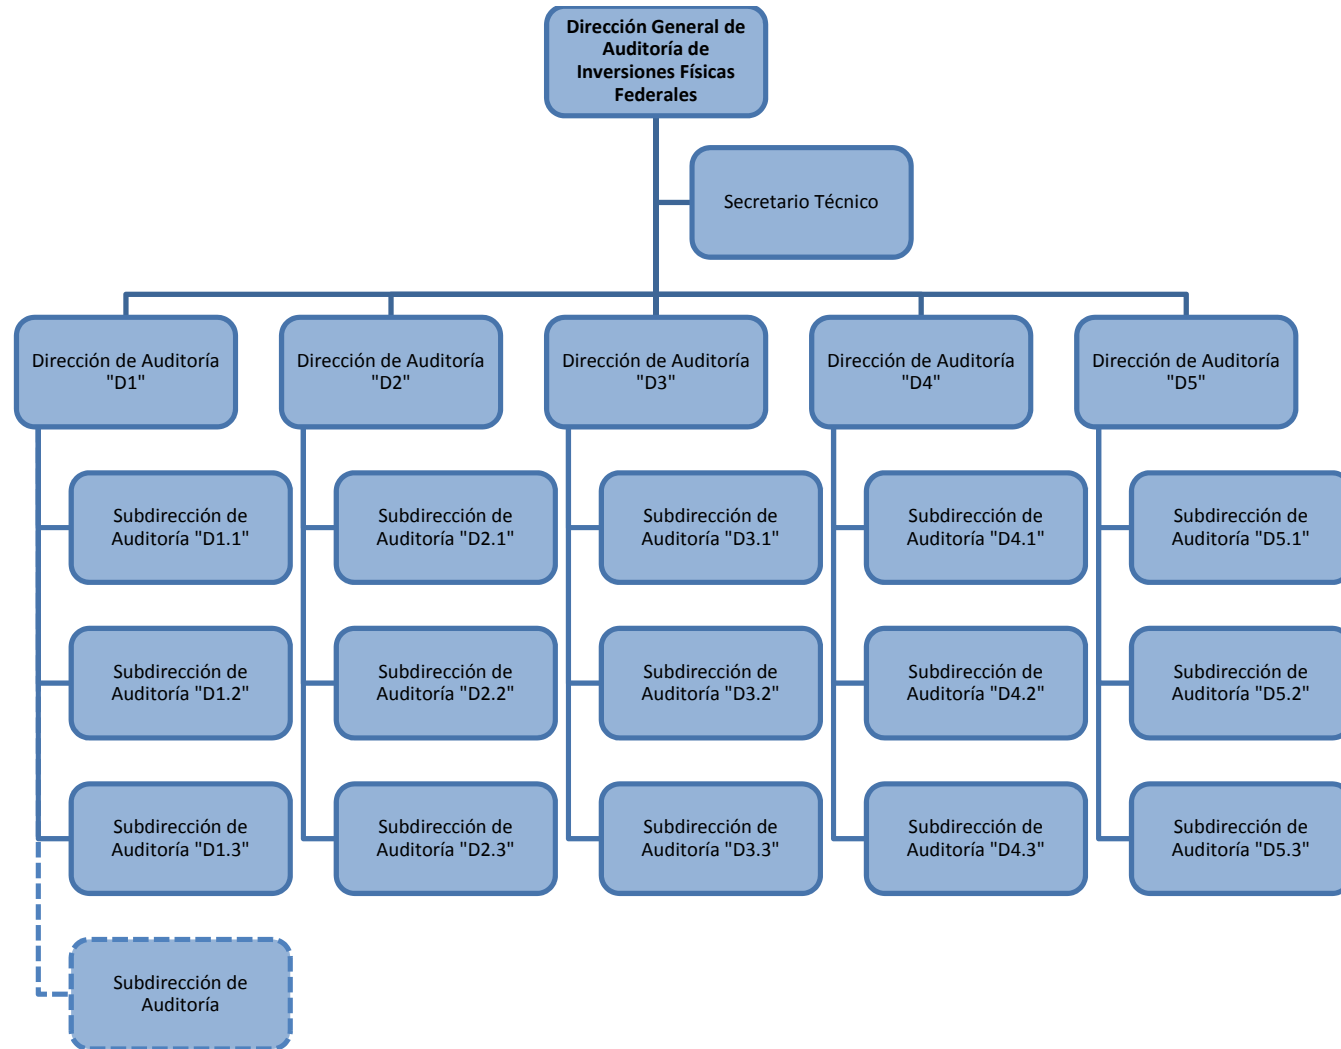 Dirección General de
Auditoría de
Inversiones Físicas
Federales
Secretario Técnico
Dirección de Auditoría
"D1"
Dirección de Auditoría
"D2"
Dirección de Auditoría
"D3"
Dirección de Auditoría
"D4"
Dirección de Auditoría
"D5"
Subdirección de
Auditoría "D1.1"
Subdirección de
Auditoría "D2.1"
Subdirección de
Auditoría "D3.1"
Subdirección de
Auditoría "D4.1"
Subdirección de
Auditoría "D5.1"
Subdirección de
Auditoría "D1.2"
Subdirección de
Auditoría "D2.2"
Subdirección de
Auditoría "D3.2"
Subdirección de
Auditoría "D4.2"
Subdirección de
Auditoría "D5.2"
Subdirección de
Auditoría "D1.3"
Subdirección de
Auditoría "D2.3"
Subdirección de
Auditoría "D3.3"
Subdirección de
Auditoría "D4.3"
Subdirección de
Auditoría "D5.3"
Subdirección de
Auditoría